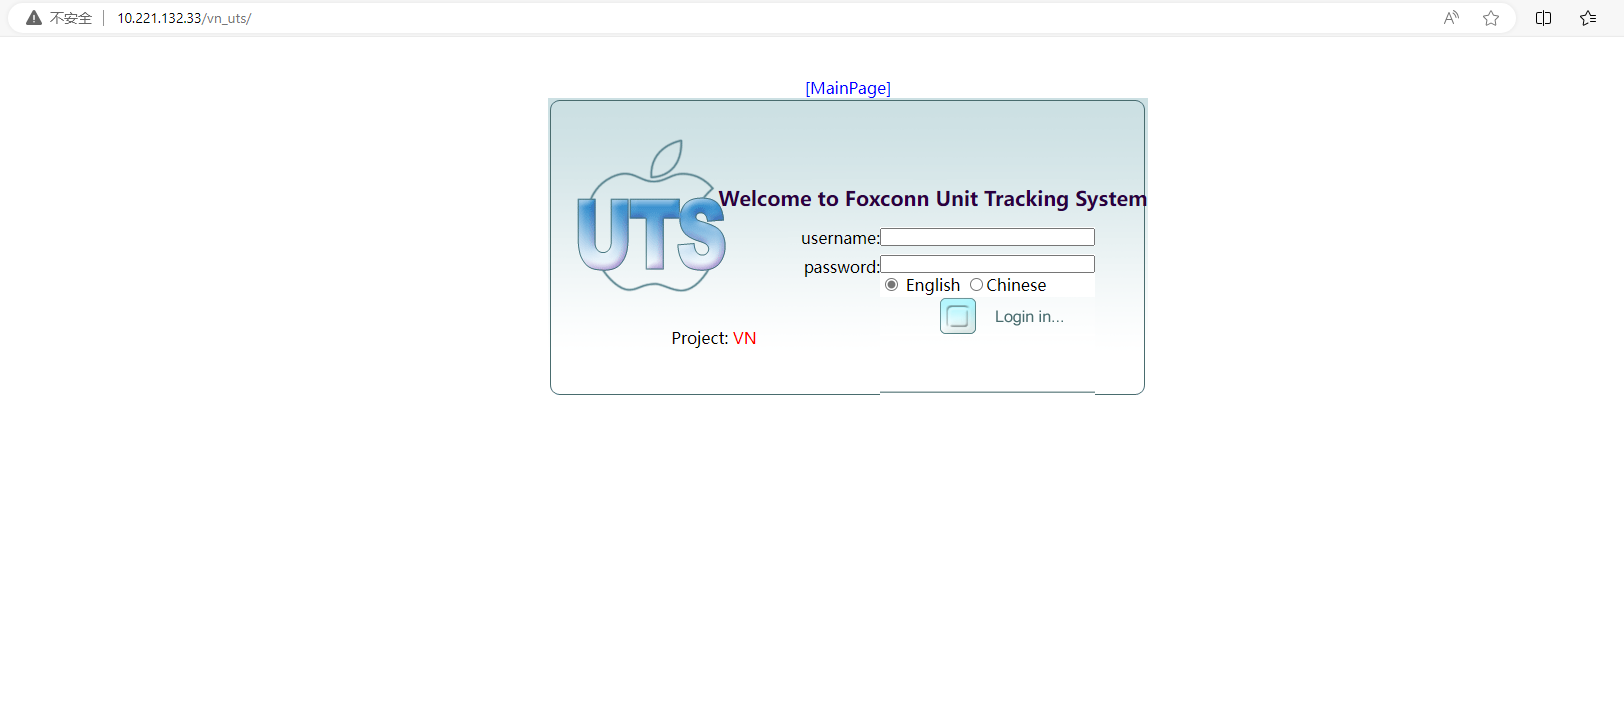 不安全 | 10.221.132.33/vn_uts/
[MainPage]
UTS
Welcome to Foxconn Unit Tracking System
username:
password:
English Chinese
Login in...
Project: VN